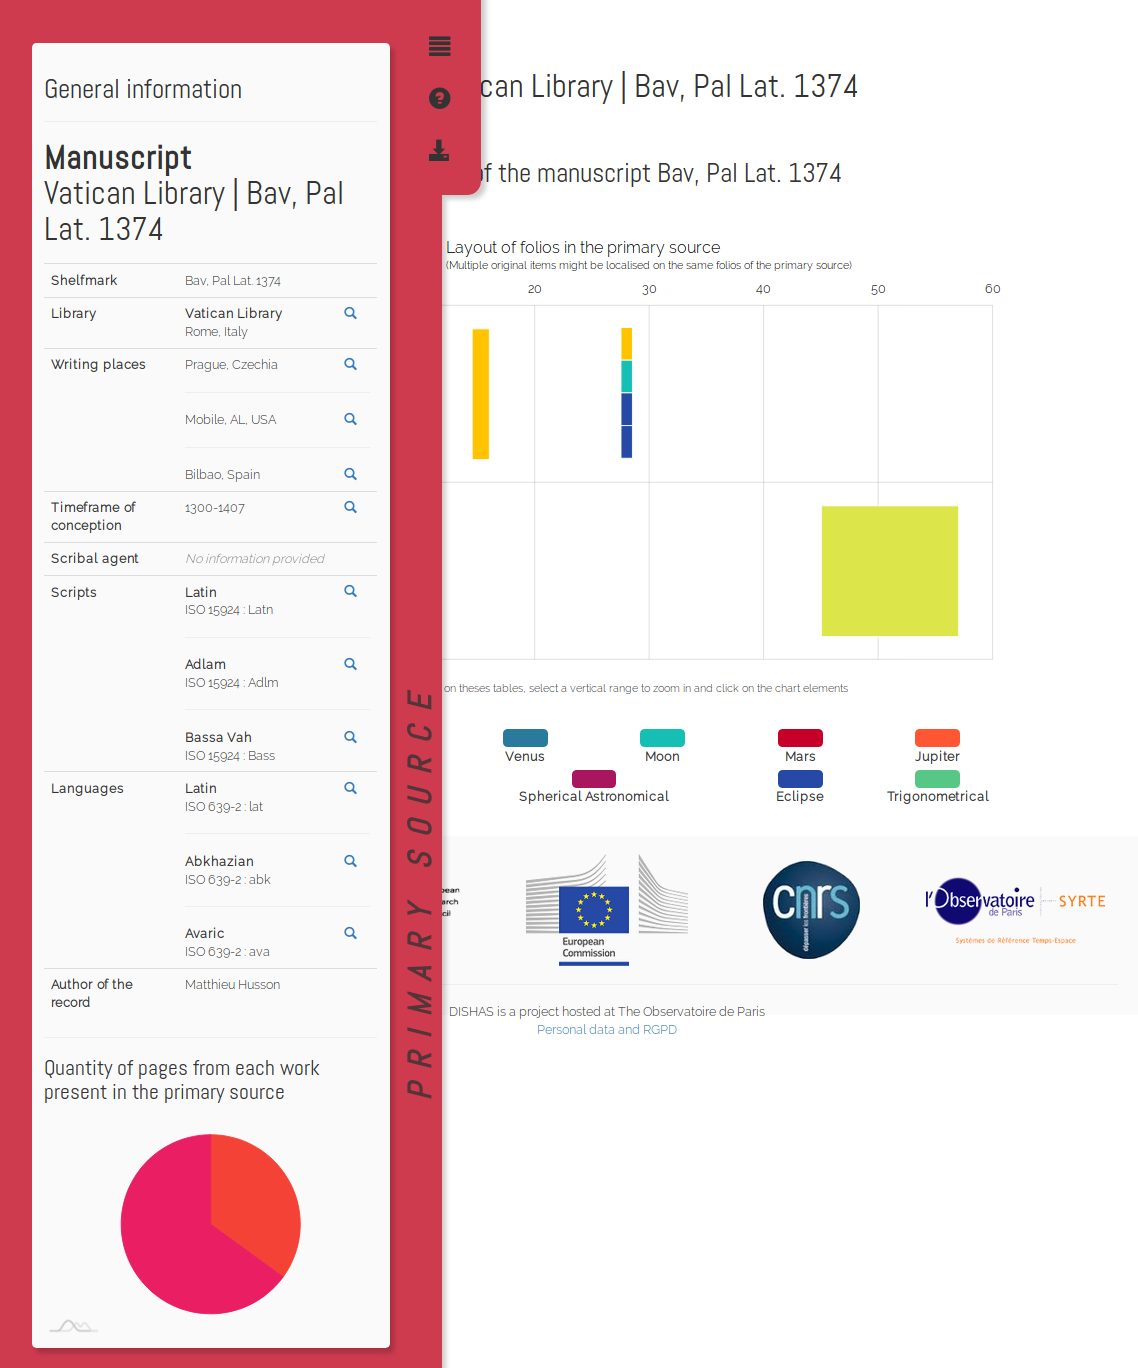 General information
Manuscript
Vatican Library | Bav, Pal
Lat. 1374
Shelfmark
Bav, Pal Lat. 1374
Library
Vatican Library
Rome, Italy
Writing places
Prague, Czechia
Mobile, AL, USA
Bilbao, Spain
Timeframe of
conception
1300-1407
Scribal agent
No information provided
Scripts
Latin
ISO 15924 : Latn
Adlam
ISO 15924 : Adlm
Bassa Vah
ISO 15924 : Bass
Languages
Latin
ISO 639-2 : lat
Abkhazian
ISO 639-2 : abk
Avaric
ISO 639-2 : ava
Author of the
record
Matthieu Husson
Quantity of pages from each work
present in the primary source
PRIMARY SOURCE
can Library | Bav, Pal Lat. 1374
of the manuscript Bav, Pal Lat. 1374
Layout of folios in the primary source
(Multiple original items might be localised on the same folios of the primary source)
20 30 40 50 60
on theses tables, select a vertical range to zoom in and click on the chart elements
Venus Moon Mars Jupiter
Spherical Astronomical Eclipse Trigonometrical
European
Commission
cnrs
dépasser les frontières
l'Observatoire
de Paris
SYRTE
Systèmes de Référence Temps-Espace
DISHAS is a project hosted at The Observatoire de Paris
Personal data and RGPD